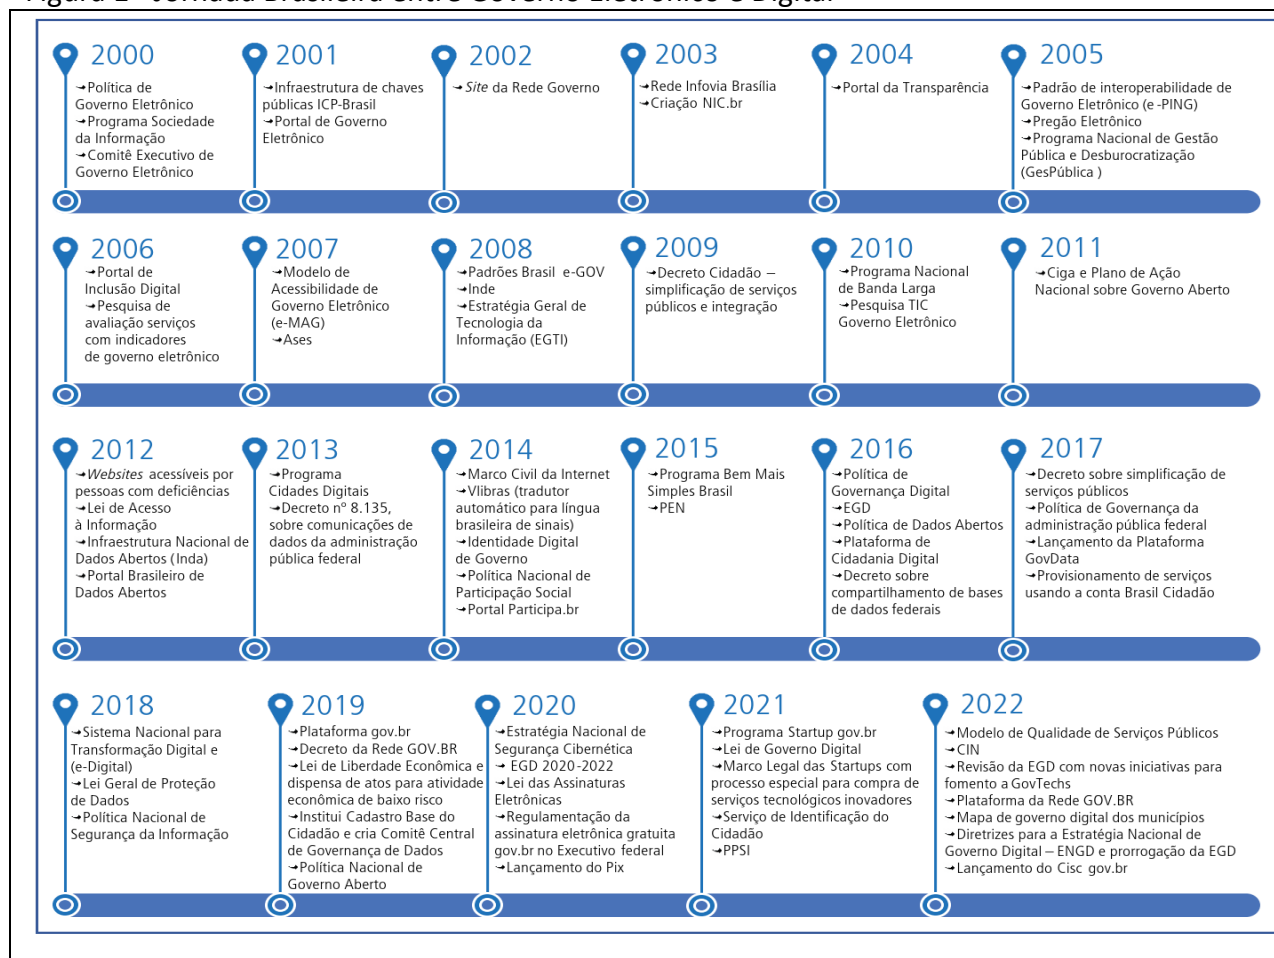 Figura 1 - Jornada Brasileira entre Governo Eletrônico e Digital
2000
→Política de
Governo Eletrônico
→Programa Sociedade
da Informação
→Comitê Executivo de
Governo Eletrônico
2001
→Infraestrutura de chaves
públicas ICP-Brasil
→Portal de Governo
Eletrônico
2002
→Site da Rede Governo
2003
→Rede Infovia Brasília
→Criação NIC.br
2004
→Portal da Transparência
2005
→Padrão de interoperabilidade de
Governo Eletrônico (e-PING)
→Pregão Eletrônico
→Programa Nacional de Gestão
Pública e Desburocratização
(GesPública )
2006
→Portal de
Inclusão Digital
→Pesquisa de
avaliação serviços
com indicadores
de governo eletrônico
2007
→Modelo de
Acessibilidade de
Governo Eletrônico
(e-MAG)
→Ases
2008
→Padrões Brasil e-GOV
→Inde
→Estratégia Geral de
Tecnologia da
Informação (EGTI)
2009
→Decreto Cidadão –
simplificação de serviços
públicos e integração
2010
→Programa Nacional
de Banda Larga
→Pesquisa TIC
Governo Eletrônico
2011
→Ciga e Plano de Ação
Nacional sobre Governo Aberto
2012
→Websites acessíveis por
pessoas com deficiências
→Lei de Acesso
à Informação
→Infraestrutura Nacional de
Dados Abertos (Inda)
→Portal Brasileiro de
Dados Abertos
2013
→Programa
Cidades Digitais
→Decreto nº 8.135,
sobre comunicações de
dados da administração
pública federal
2014
→Marco Civil da Internet
→Vlibras (tradutor
automático para língua
brasileira de sinais)
→Identidade Digital
de Governo
→Política Nacional de
Participação Social
→Portal Participa.br
2015
→Programa Bem Mais
Simples Brasil
→PEN
2016
→Política de
Governança Digital
→EGD
→Política de Dados Abertos
→Plataforma de
Cidadania Digital
→Decreto sobre
compartilhamento de bases
de dados federais
2017
→Decreto sobre simplificação de
serviços públicos
→Política de Governança da
administração pública federal
→Lançamento da Plataforma
GovData
→Provisionamento de serviços
usando a conta Brasil Cidadão
2018
→Sistema Nacional para
Transformação Digital e
(e-Digital)
→Lei Geral de Proteção
de Dados
→Política Nacional de
Segurança da Informação
2019
→Plataforma gov.br
→Decreto da Rede GOV.BR
→Lei de Liberdade Econômica e
dispensa de atos para atividade
econômica de baixo risco
→Institui Cadastro Base do
Cidadão e cria Comitê Central
de Governança de Dados
→Política Nacional de
Governo Aberto
2020
→Estratégia Nacional de
Segurança Cibernética
→ EGD 2020-2022
→Lei das Assinaturas
Eletrônicas
→Regulamentação da
assinatura eletrônica gratuita
gov.br no Executivo federal
→Lançamento do Pix
2021
→Programa Startup gov.br
→Lei de Governo Digital
→Marco Legal das Startups com
processo especial para compra de
serviços tecnológicos inovadores
→Serviço de Identificação do
Cidadão
→PPSI
2022
→Modelo de Qualidade de Serviços Públicos
→CIN
→Revisão da EGD com novas iniciativas para
fomento a GovTechs
→Plataforma da Rede GOV.BR
→Mapa de governo digital dos municípios
→Diretrizes para a Estratégia Nacional de
Governo Digital – ENGD e prorrogação da EGD
→Lançamento do Cisc gov.br